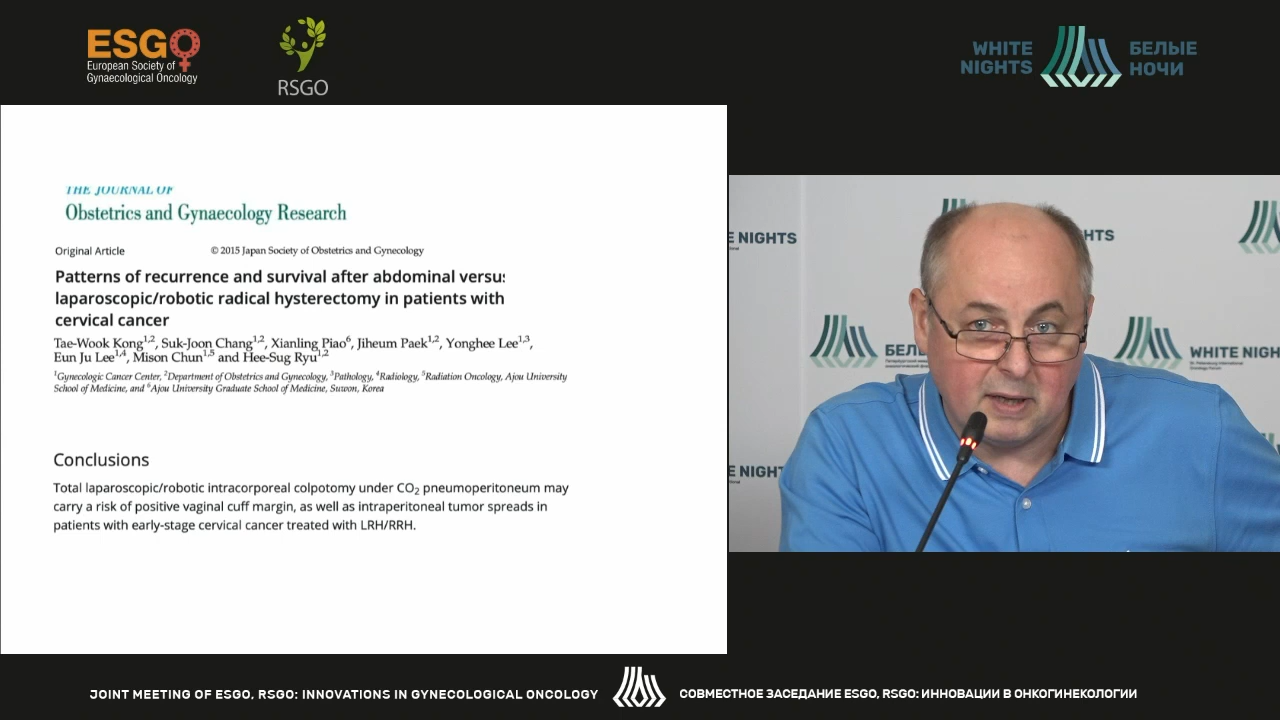 ESGO
European Society of
Gynaecological Oncology
RSGO
WHITE
NIGHTS
БЕЛЫЕ
НОЧИ
THE JOURNAL OF
Obstetrics and Gynaecology Research
Original Article
© 2015 Japan Society of Obstetrics and Gynecology
Patterns of recurrence and survival after abdominal versus
laparoscopic/robotic radical hysterectomy in patients with
cervical cancer
Tae-Wook Kong1,2, Suk-Joon Chang1,2, Xianling Piao6, Jiheum Paek1,2, Yonghee Lee1,3,
Eun Ju Lee1,4, Mison Chun1,5 and Hee-Sug Ryu1,2
1Gynecologic Cancer Center, 2Department of Obstetrics and Gynecology, 3Pathology, 4Radiology, 5Radiation Oncology, Ajou University
School of Medicine, and 6Ajou University Graduate School of Medicine, Suwon, Korea
Conclusions
Total laparoscopic/robotic intracorporeal colpotomy under CO2 pneumoperitoneum may
carry a risk of positive vaginal cuff margin, as well as intraperitoneal tumor spreads in
patients with early-stage cervical cancer treated with LRH/RRH.
E NIGHTS
HTS
БЕЛ
WHITE NIGH
E NIGHT
JOINT MEETING OF ESGO, RSGO: INNOVATIONS IN GYNECOLOGICAL ONCOLOGY
СОВМЕСТНОЕ ЗАСЕДАНИЕ ESGO, RSGO: ИННОВАЦИИ В ОНКОГИНЕКОЛОГИИ